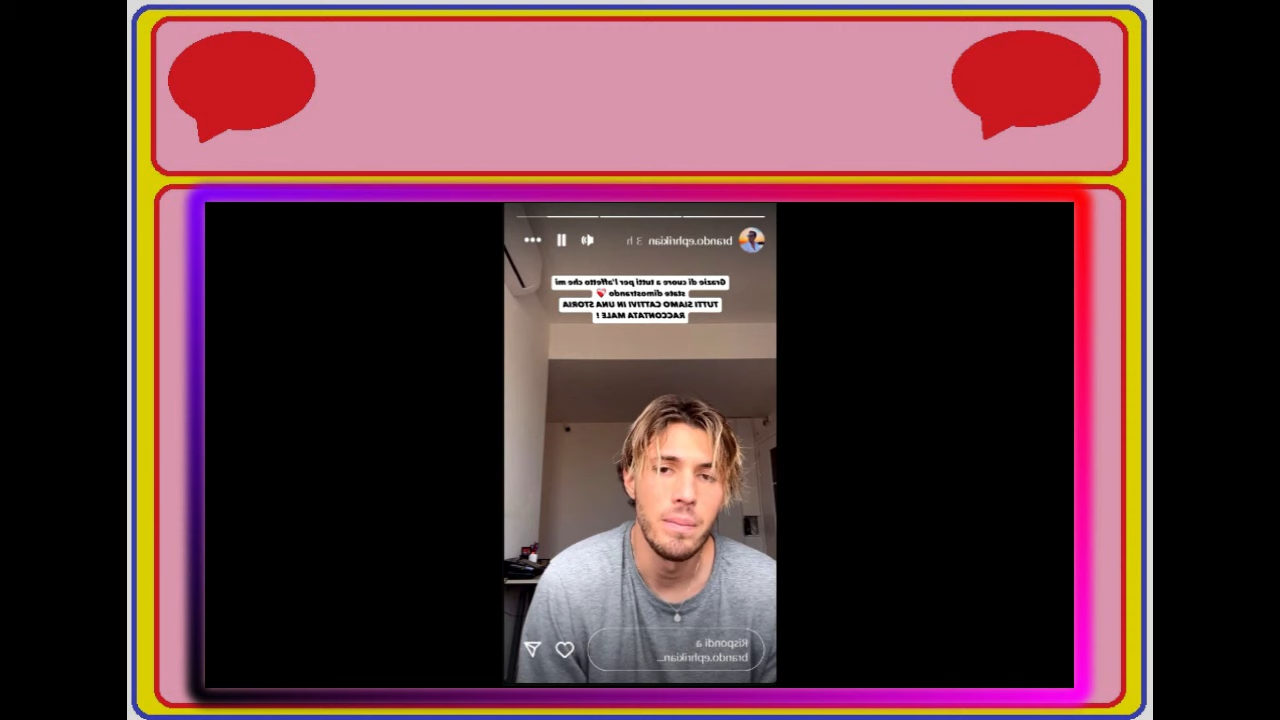 brando.ephrikian 3 h
Grazie di cuore a tutti per l'affetto che mi
state dimostrando ❤️‍🩹
TUTTI SIAMO CATTIVI IN UNA STORIA
RACCONTATA MALE !
Rispondi a
brando.ephrikian...